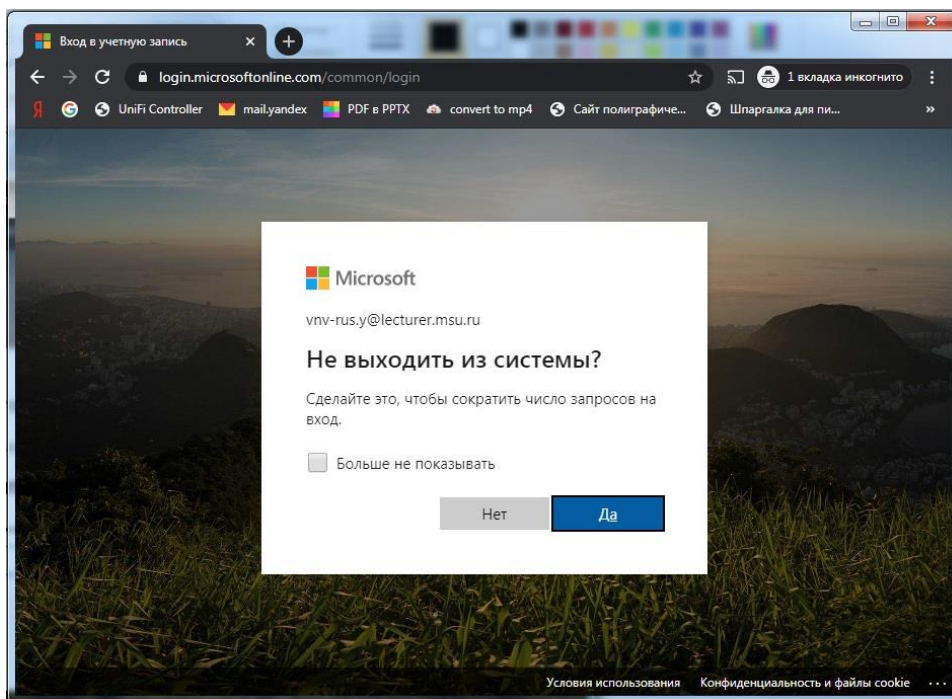 Вход в учетную запись
login.microsoftonline.com/common/login
1 вкладка инкогнито
Я G UniFi Controller mail.yandex PDF в PPTX convert to mp4 Сайт полиграфиче... Шпаргалка для пи... »
Microsoft
vnv-rus.y@lecturer.msu.ru
Не выходить из системы?
Сделайте это, чтобы сократить число запросов на
вход.
Больше не показывать
Нет Да
Условия использования Конфиденциальность и файлы cookie ...